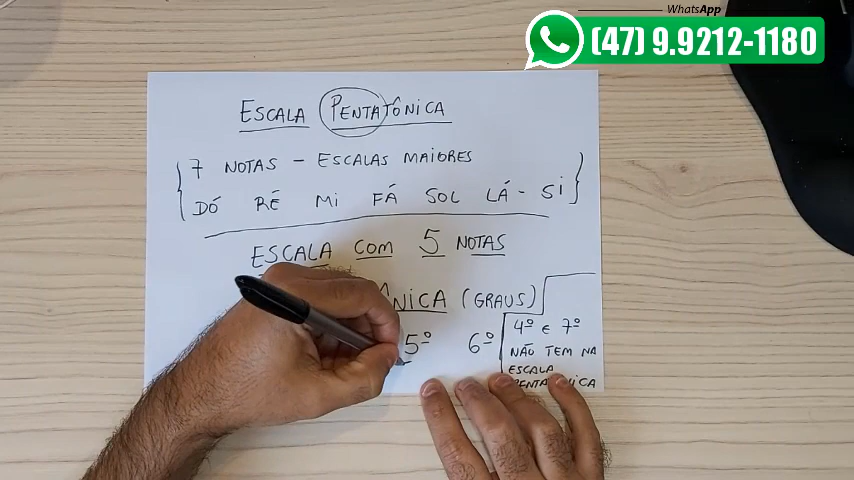 WhatsApp
(47) 9.9212-1180
ESCALA PENTATÔNICA
7 NOTAS - ESCALAS MAIORES
DÓ RÉ MI FÁ SOL LÁ - SI
ESCALA COM 5 NOTAS
(GRAUS)
5º 6º
4º E 7º
NÃO TEM NA
ESCALA